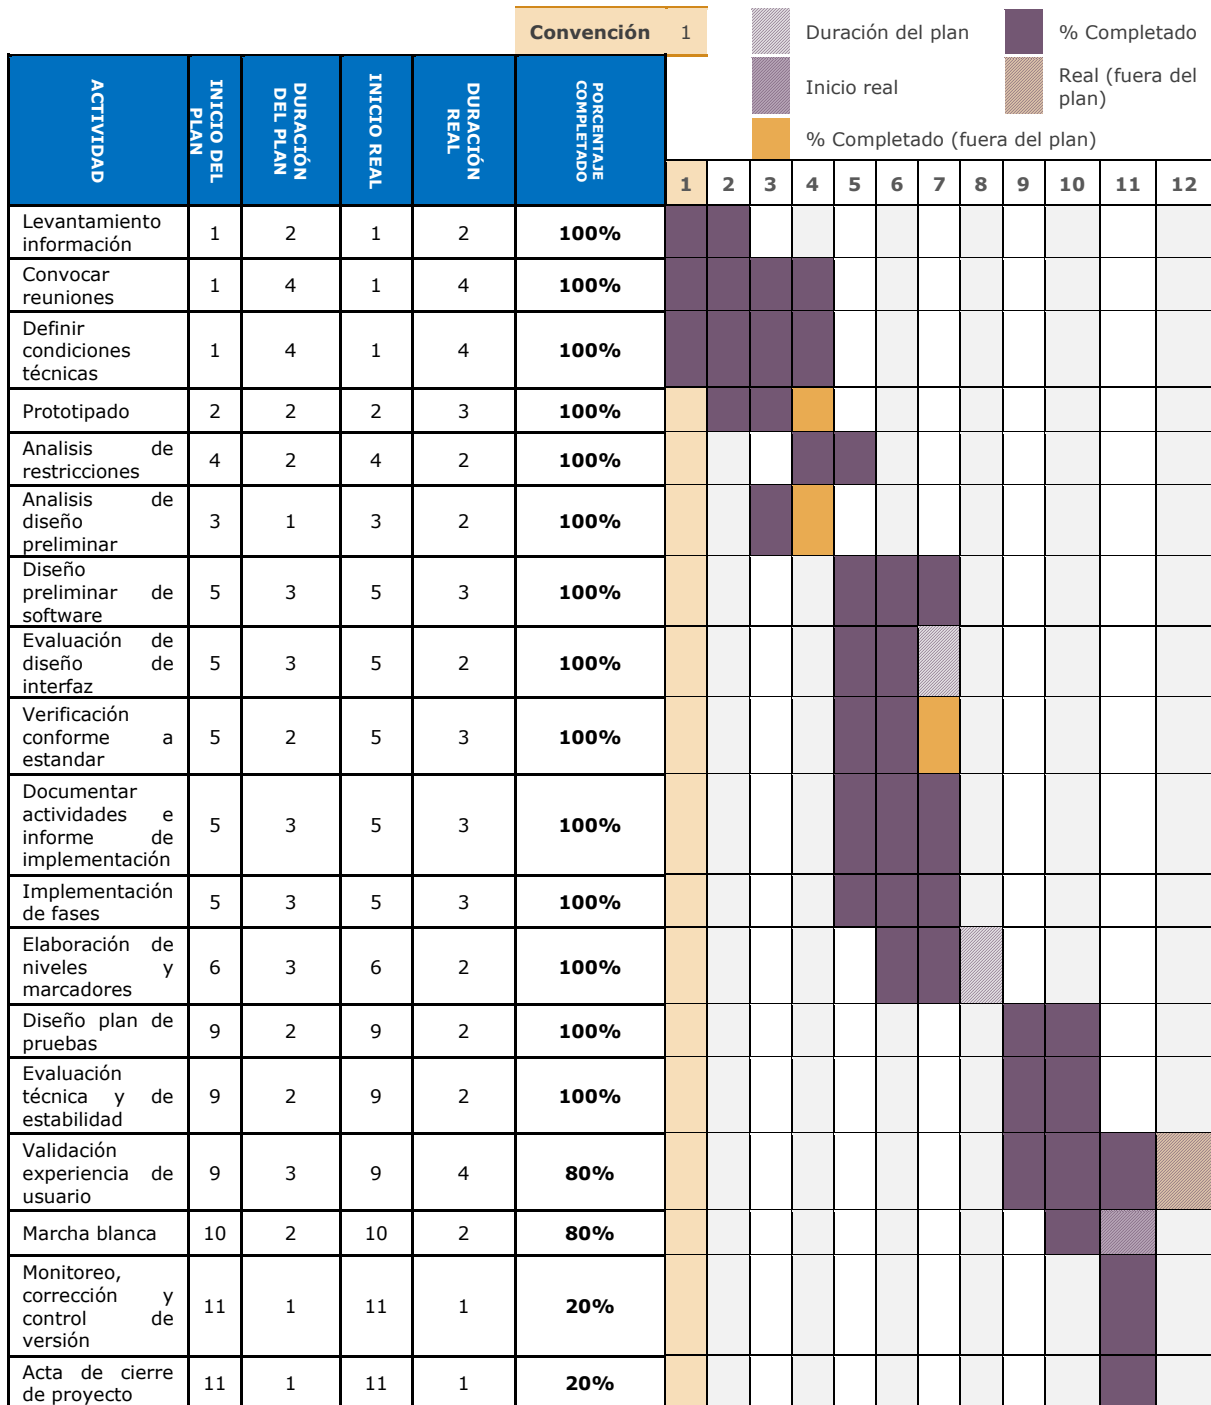 Convención 1
Duración del plan
% Completado
Inicio real
Real (fuera del
plan)
% Completado (fuera del plan)
ACTIVIDAD
INICIO DEL
PLAN
DURACIÓN
DEL PLAN
INICIO REAL
DURACIÓN
REAL
PORCENTAJE
COMPLETADO
1 2 3 4 5 6 7 8 9 10 11 12
Levantamiento
información
1 2 1 2 100%
Convocar
reuniones
1 4 1 4 100%
Definir
condiciones
técnicas
1 4 1 4 100%
Prototipado 2 2 2 3 100%
Analisis de
restricciones
4 2 4 2 100%
Analisis de
diseño
preliminar
3 1 3 2 100%
Diseño
preliminar de
software
5 3 5 3 100%
Evaluación de
diseño de
interfaz
5 3 5 2 100%
Verificación
conforme a
estandar
5 2 5 3 100%
Documentar
actividades e
informe de
implementación
5 3 5 3 100%
Implementación
de fases
5 3 5 3 100%
Elaboración de
niveles y
marcadores
6 3 6 2 100%
Diseño plan de
pruebas
9 2 9 2 100%
Evaluación
técnica y de
estabilidad
9 2 9 2 100%
Validación
experiencia de
usuario
9 3 9 4 80%
Marcha blanca 10 2 10 2 80%
Monitoreo,
corrección y
control de
versión
11 1 11 1 20%
Acta de cierre
de proyecto
11 1 11 1 20%